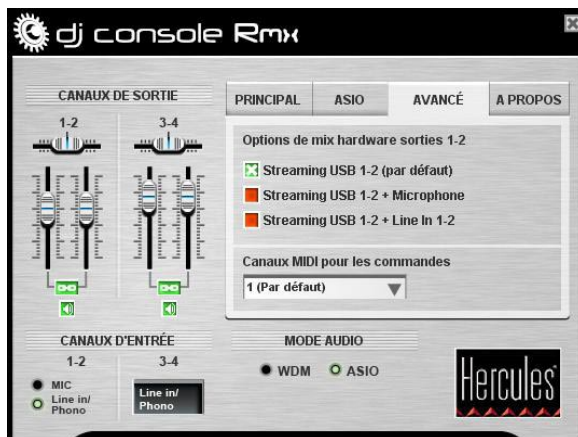 dj console Rmx
CANAUX DE SORTIE
1-2
3-4
PRINCIPAL
ASIO
AVANCÉ
A PROPOS
Options de mix hardware sorties 1-2
Streaming USB 1-2 (par défaut)
Streaming USB 1-2 + Microphone
Streaming USB 1-2 + Line In 1-2
Canaux MIDI pour les commandes
1 (Par défaut)
CANAUX D'ENTRÉE
1-2
3-4
MIC
Line in/
Phono
Line in/
Phono
MODE AUDIO
WDM
ASIO
Hercules